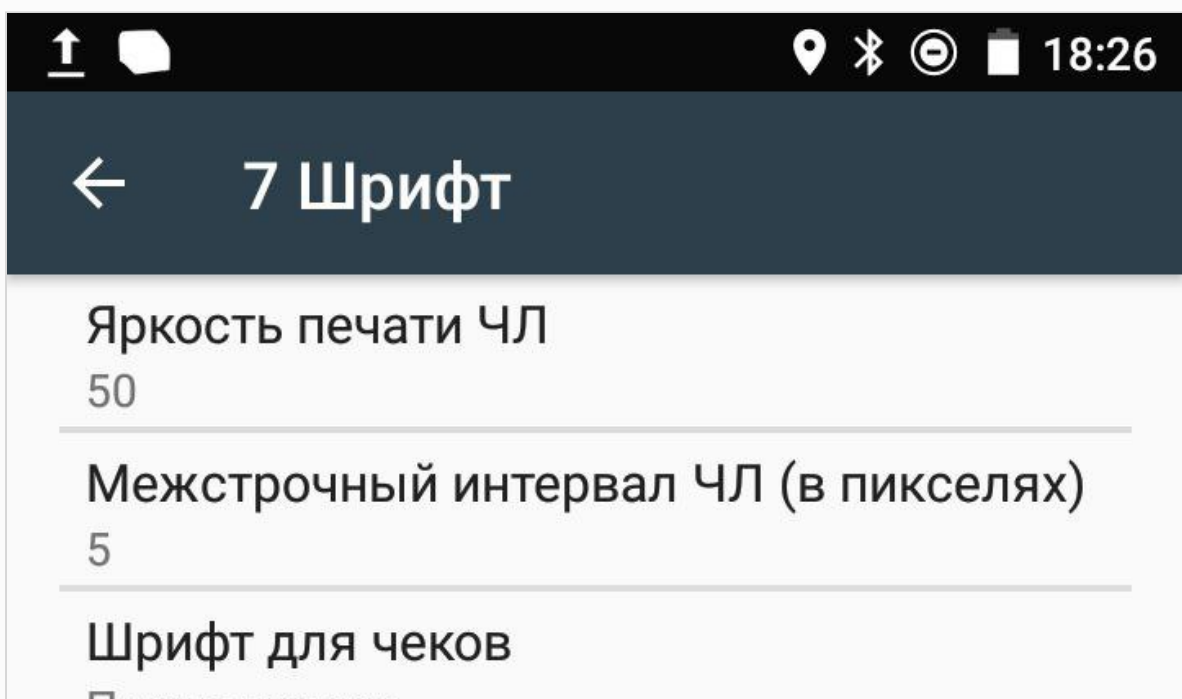 18:26
7 Шрифт
Яркость печати ЧЛ
50
Межстрочный интервал ЧЛ (в пикселях)
5
Шрифт для чеков